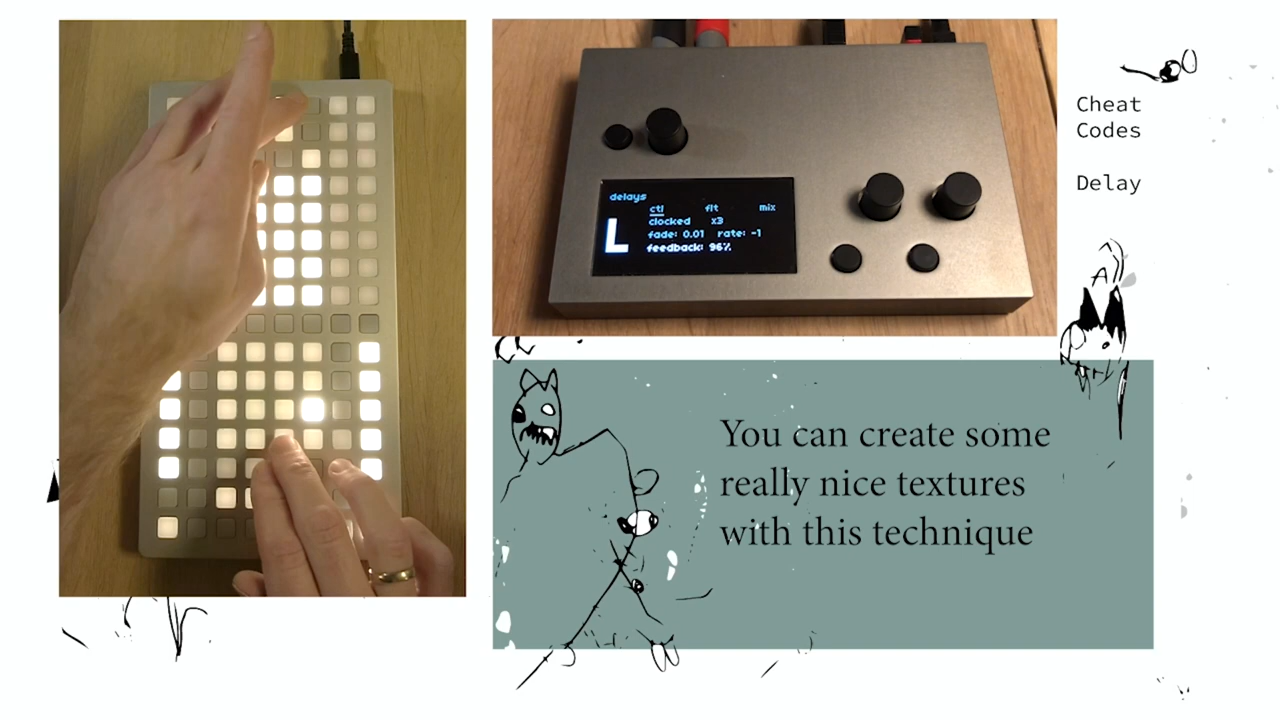 delays
ctl flt mix
clocked x3
L
fade: 0.01 rate: -1
feedback: 96%
Cheat
Codes
Delay
A
You can create some
really nice textures
with this technique